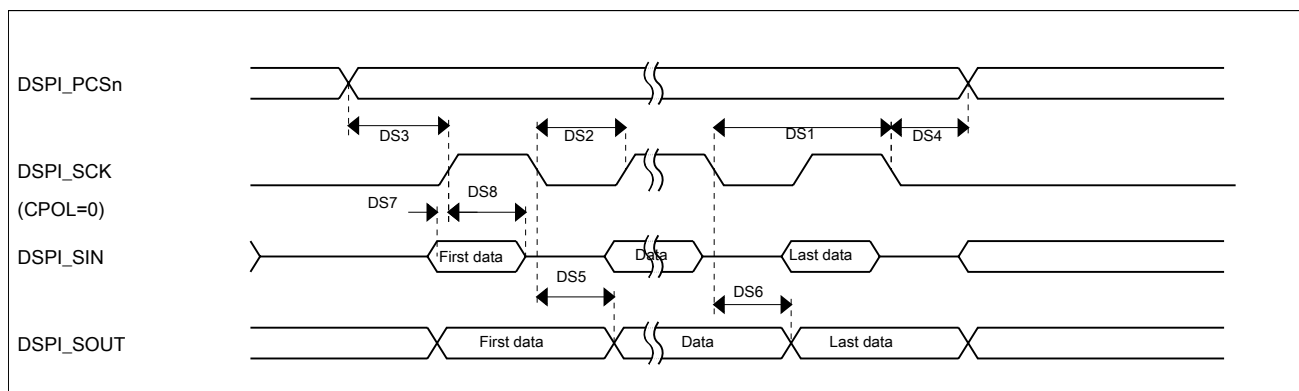 DSPI_PCSn
DS3 DS2 DS1 DS4
DSPI_SCK
(CPOL=0)
DS7 DS8
DSPI_SIN First data Data Last data
DS5 DS6
DSPI_SOUT First data Data Last data